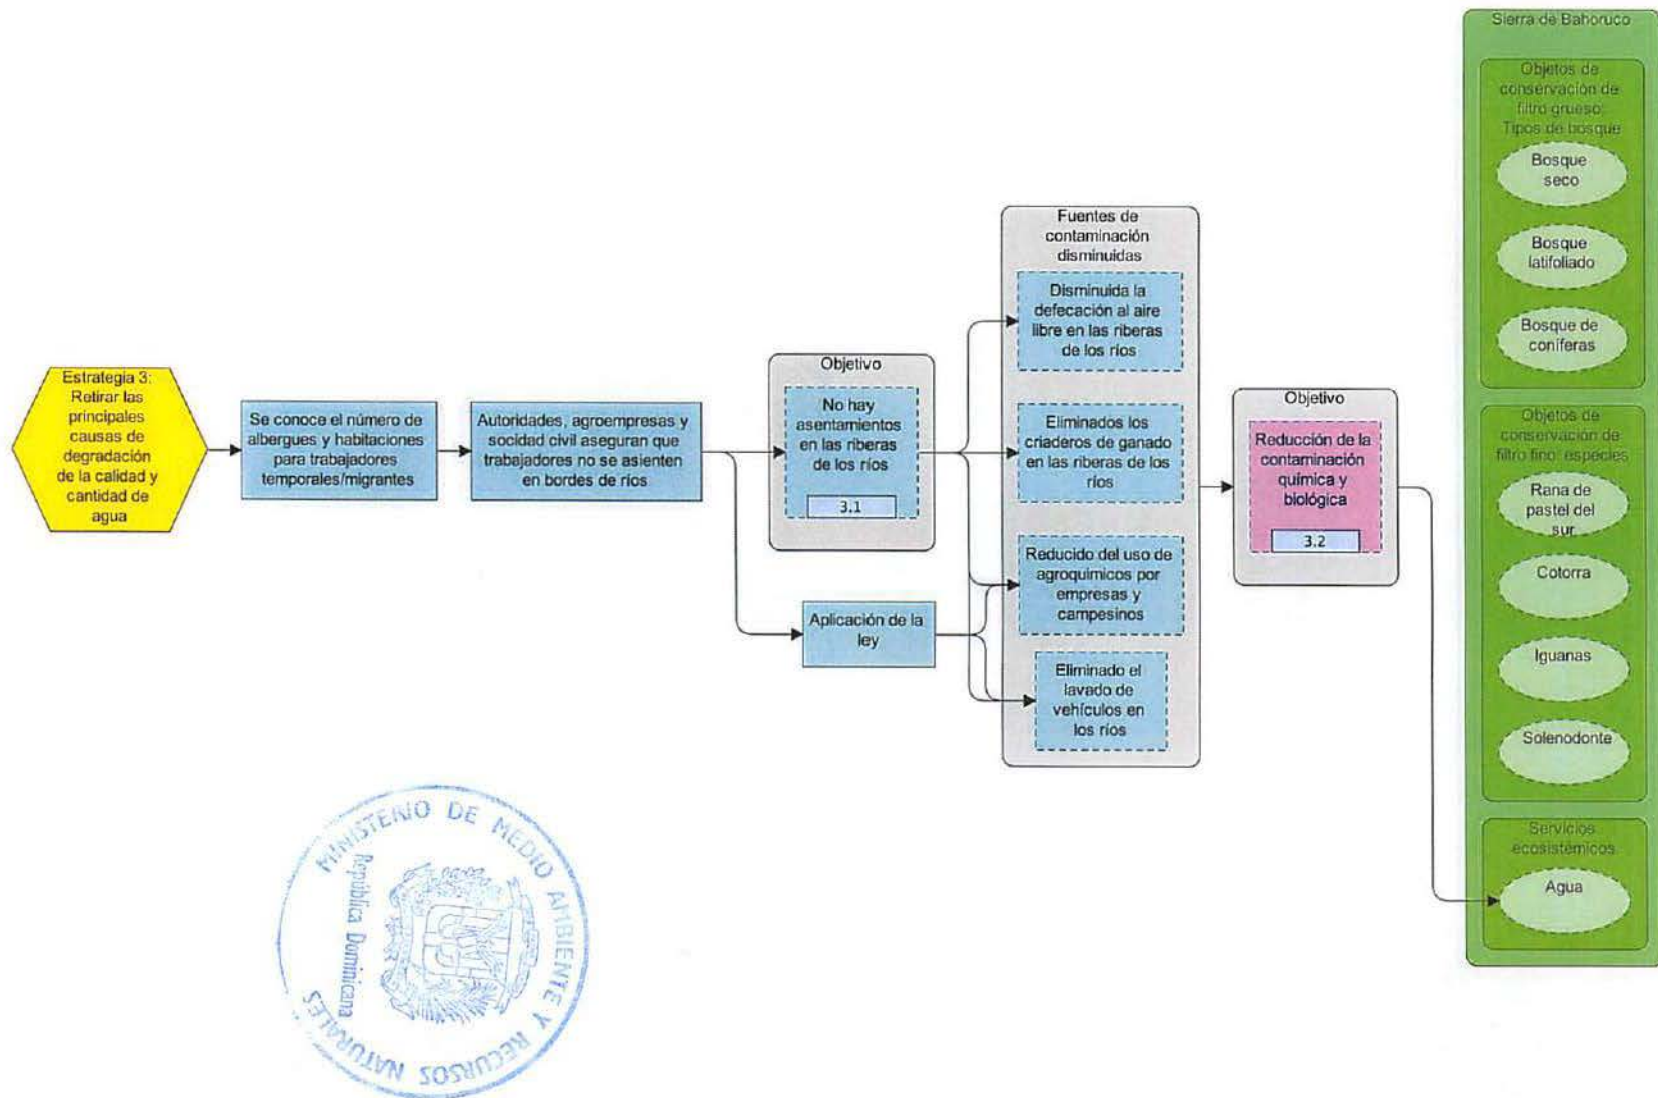 Estrategia 3:
Retirar las
principales
causas de
degradación
de la calidad y
cantidad de
agua
Se conoce el número de
albergues y habitaciones
para trabajadores
temporales/migrantes
Autoridades, agroempresas y
socidad civil aseguran que
trabajadores no se asienten
en bordes de ríos
Objetivo
No hay
asentamientos
en las riberas
de los ríos
3.1
Aplicación de la
ley
Fuentes de
contaminación
disminuidas
Disminuida la
defecación al aire
libre en las riberas
de los ríos
Eliminados los
criaderos de ganado
en las riberas de los
ríos
Reducido del uso de
agroquímicos por
empresas y
campesinos
Eliminado el
lavado de
vehículos en
los ríos
Objetivo
Reducción de la
contaminación
química y
biológica
3.2
Sierra de Bahoruco
Objetos de
conservación de
filtro grueso:
Tipos de bosque
Bosque
seco
Bosque
latifoliado
Bosque de
coníferas
Objetos de
conservación de
filtro fino: especies
Rana de
pastel del
sur
Cotorra
Iguanas
Solenodonte
Servicios
ecosistémicos
Agua
MINISTERIO DE MEDIO AMBIENTE Y RECURSOS NATURALES
República Dominicana